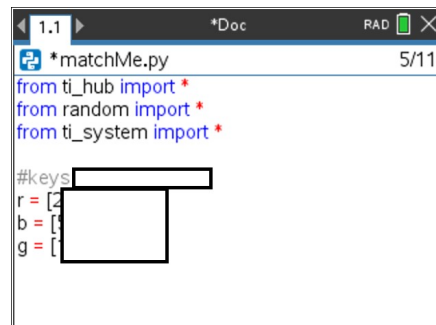 1.1 *Doc RAD
*matchMe.py 5/11
from ti_hub import *
from random import *
from ti_system import *
#keys
r = [2
b = [5
g = [1